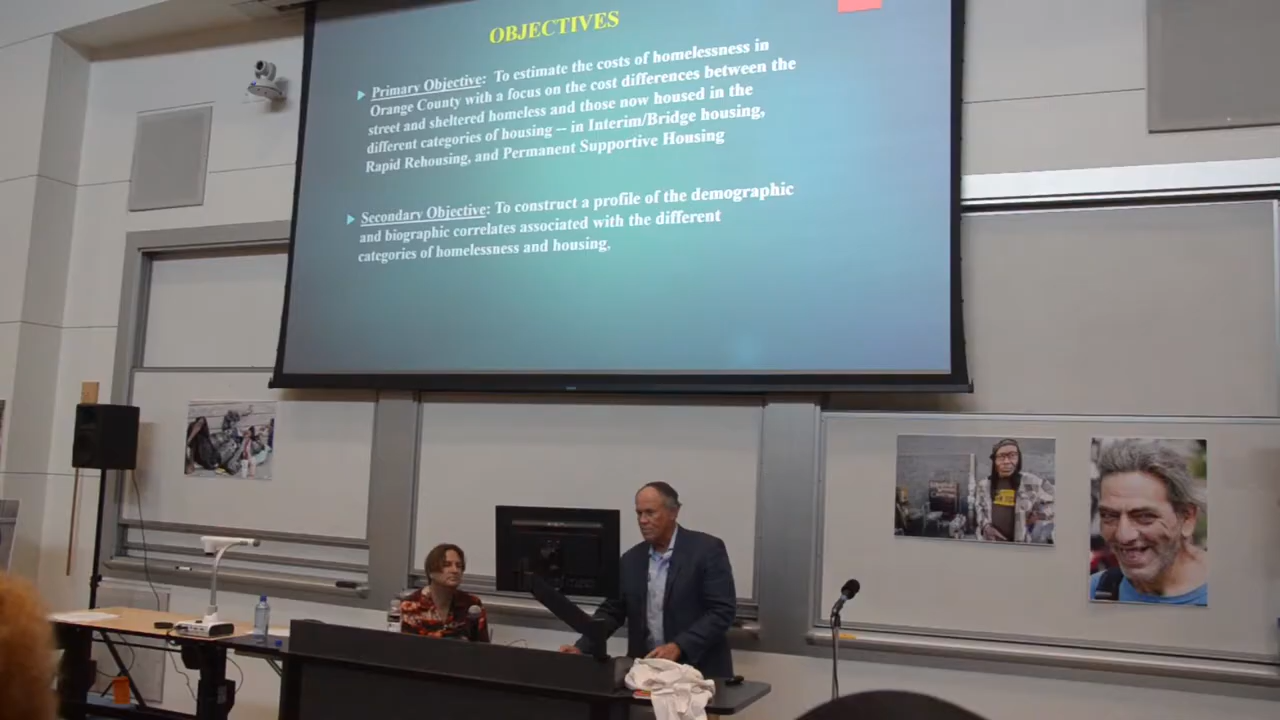 OBJECTIVES
Primary Objective: To estimate the costs of homelessness in
Orange County with a focus on the cost differences between the
street and sheltered homeless and those now housed in the
different categories of housing – in Interim/Bridge housing,
Rapid Rehousing, and Permanent Supportive Housing
Secondary Objective: To construct a profile of the demographic
and biographic correlates associated with the different
categories of homelessness and housing.